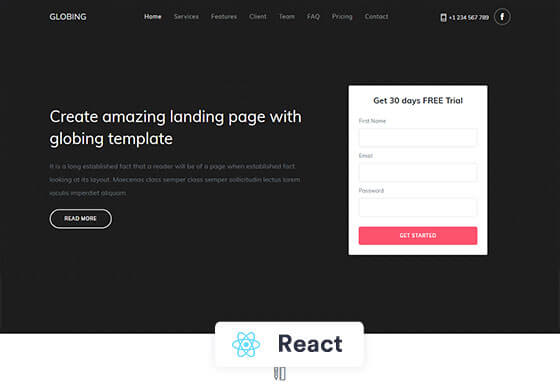 GLOBING
Home Services Features Client Team FAQ Pricing Contact
+1 234 567 789
Create amazing landing page with
globing template
It is a long established fact that a reader will be of a page when established fact
looking at its layout. Maecenas class semper class semper sollicitudin lectus lorem
iaculis imperdiet aliquam.
READ MORE
Get 30 days FREE Trial
First Name
Email
Password
GET STARTED
React